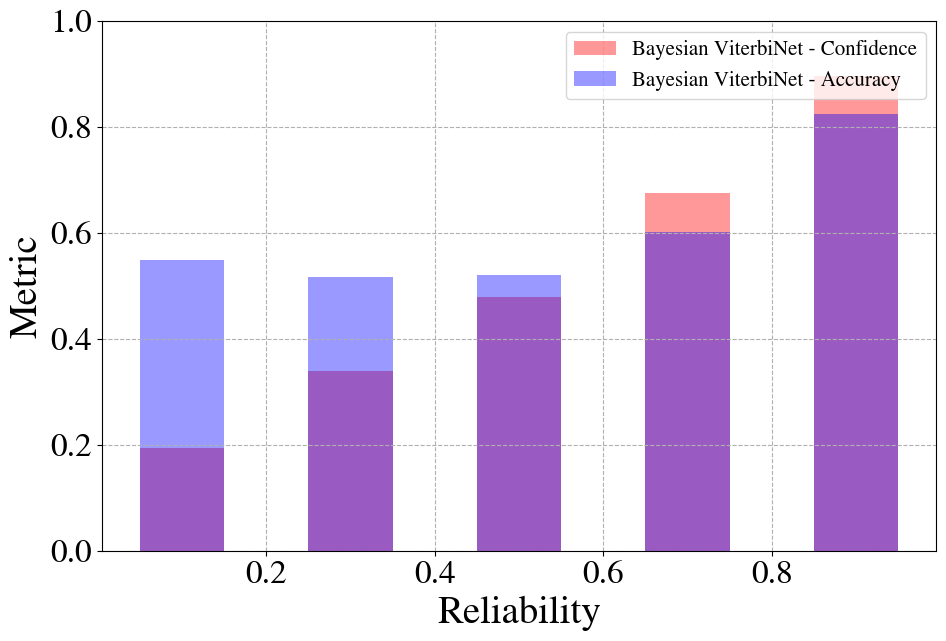 1.0
0.8
0.6
0.4
0.2
0.0
Metric
Bayesian ViterbiNet - Confidence
Bayesian ViterbiNet - Accuracy
0.2 0.4 0.6 0.8
Reliability